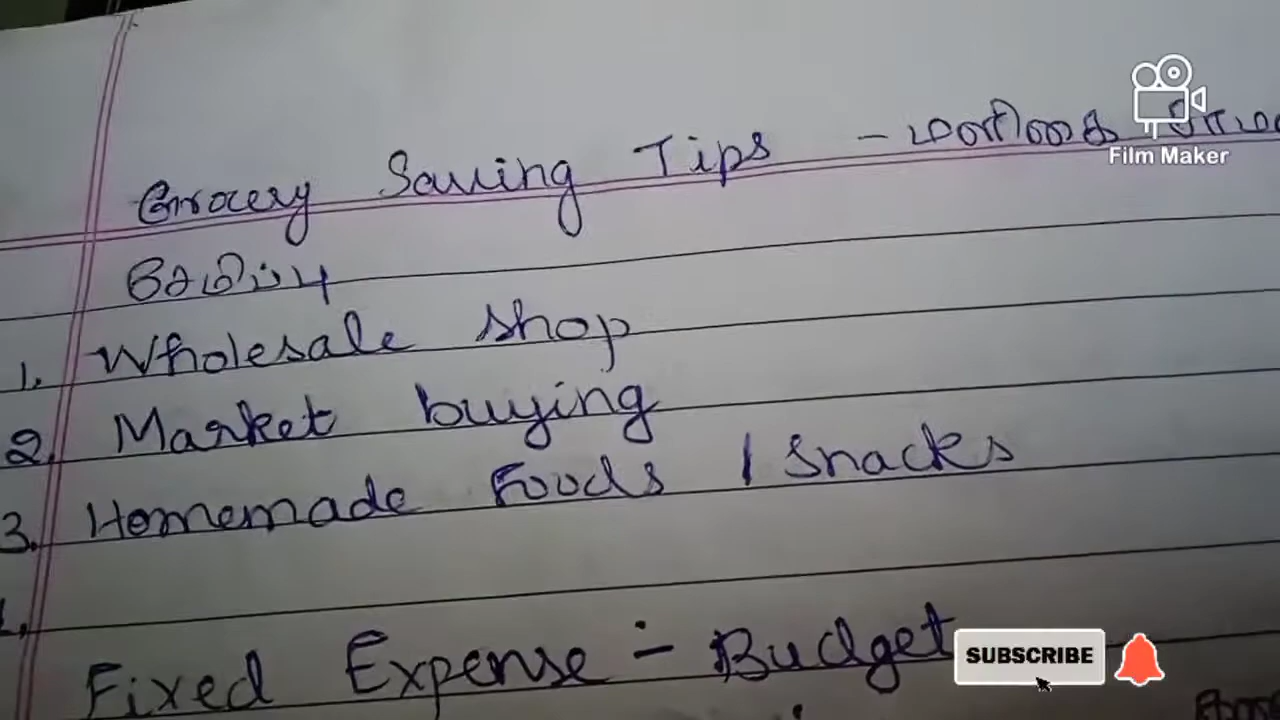 Grocery Saving Tips - மளிகை
சேமிப்பு
1. Wholesale shop
2. Market buying
3. Homemade Foods / Snacks
Fixed Expense :- Budget
Film Maker
SUBSCRIBE